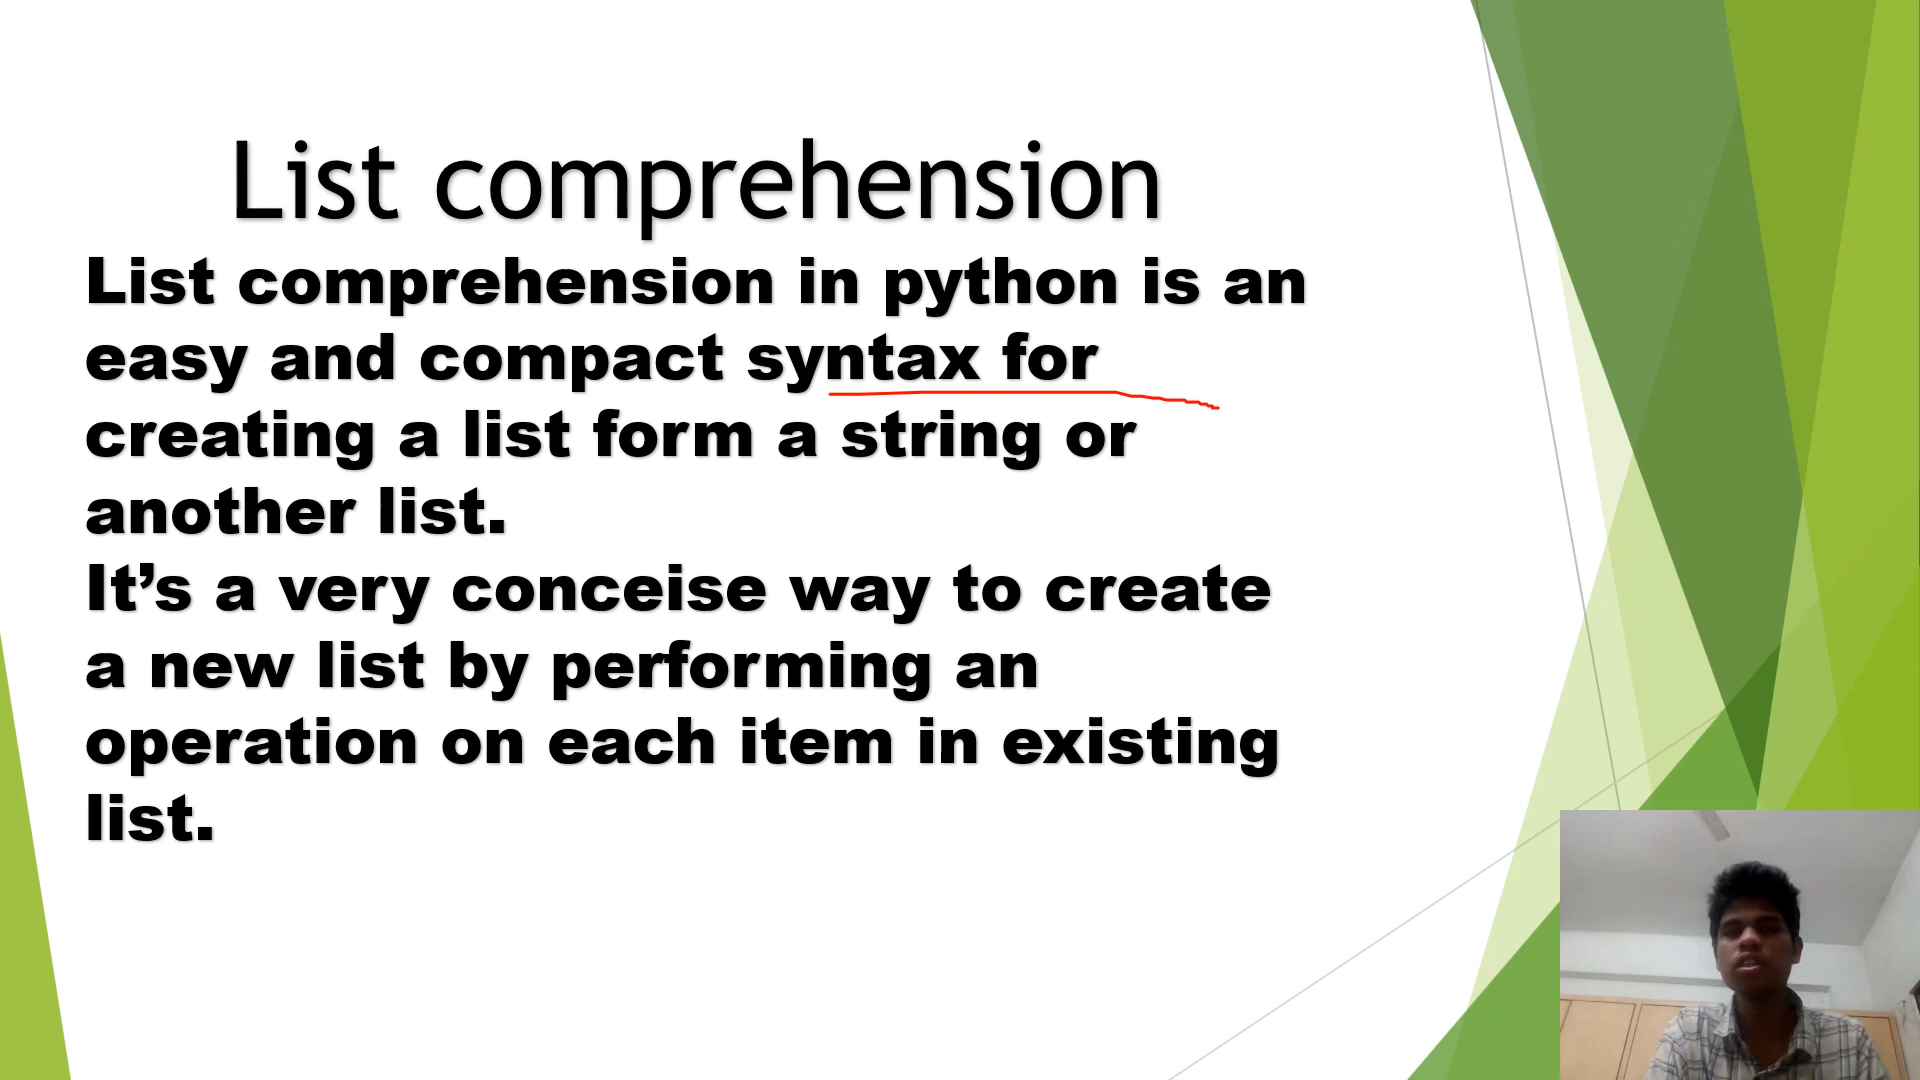 List comprehension
List comprehension in python is an
easy and compact syntax for
creating a list form a string or
another list.
It’s a very conceise way to create
a new list by performing an
operation on each item in existing
list.